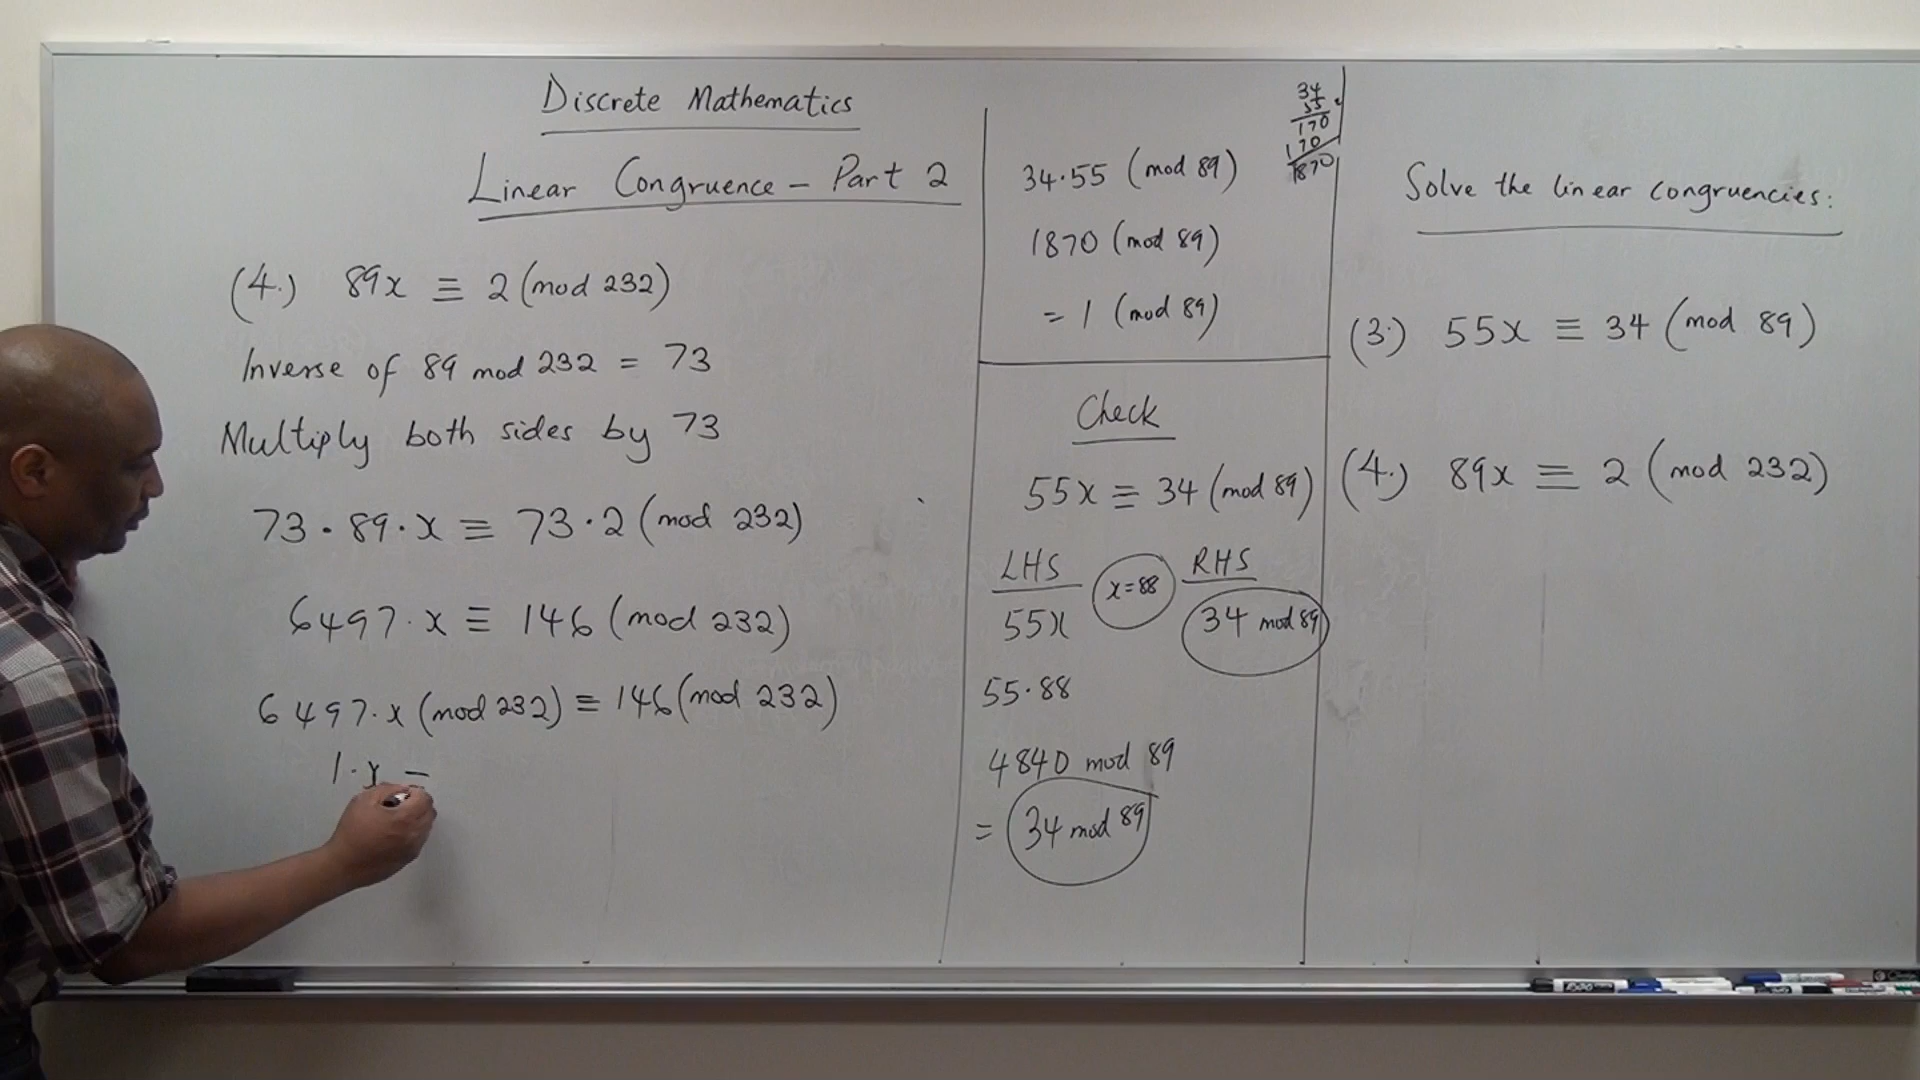 Discrete Mathematics
Linear Congruence – Part 2
(4.) 89x ≡ 2 (mod 232)
Inverse of 89 mod 232 = 73
Multiply both sides by 73
73 · 89 · x ≡ 73 · 2 (mod 232)
6497 · x ≡ 146 (mod 232)
6497 · x (mod 232) ≡ 146 (mod 232)
1 · x =
34
55
170
170
1870
34·55 (mod 89)
1870 (mod 89)
= 1 (mod 89)
Check
55x ≡ 34 (mod 89)
LHS x=88 RHS
55x 34 mod 89
55·88
4840 mod 89
= 34 mod 89
Solve the linear congruencies:
(3.) 55x ≡ 34 (mod 89)
(4.) 89x ≡ 2 (mod 232)
EXPO